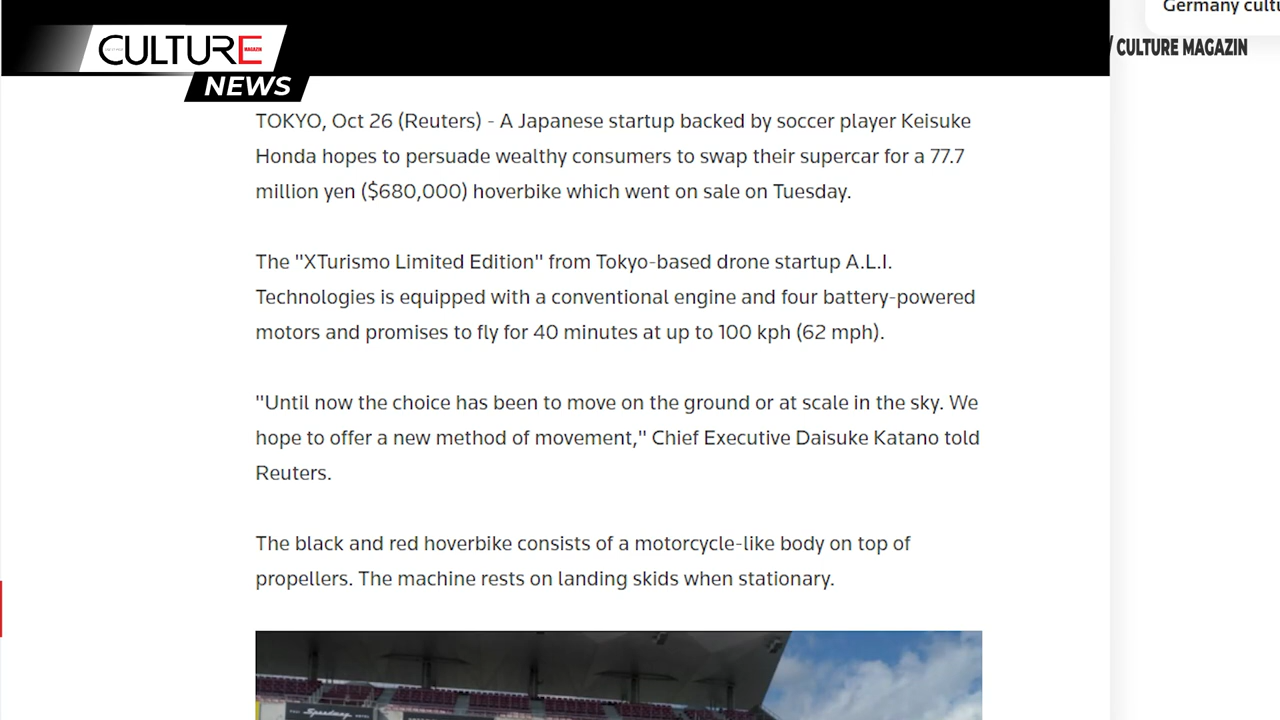 Germany cultu
CULTURE
MAGAZIN
NEWS
/ CULTURE MAGAZIN
TOKYO, Oct 26 (Reuters) - A Japanese startup backed by soccer player Keisuke
Honda hopes to persuade wealthy consumers to swap their supercar for a 77.7
million yen ($680,000) hoverbike which went on sale on Tuesday.
The "XTurismo Limited Edition" from Tokyo-based drone startup A.L.I.
Technologies is equipped with a conventional engine and four battery-powered
motors and promises to fly for 40 minutes at up to 100 kph (62 mph).
"Until now the choice has been to move on the ground or at scale in the sky. We
hope to offer a new method of movement," Chief Executive Daisuke Katano told
Reuters.
The black and red hoverbike consists of a motorcycle-like body on top of
propellers. The machine rests on landing skids when stationary.
Speedway